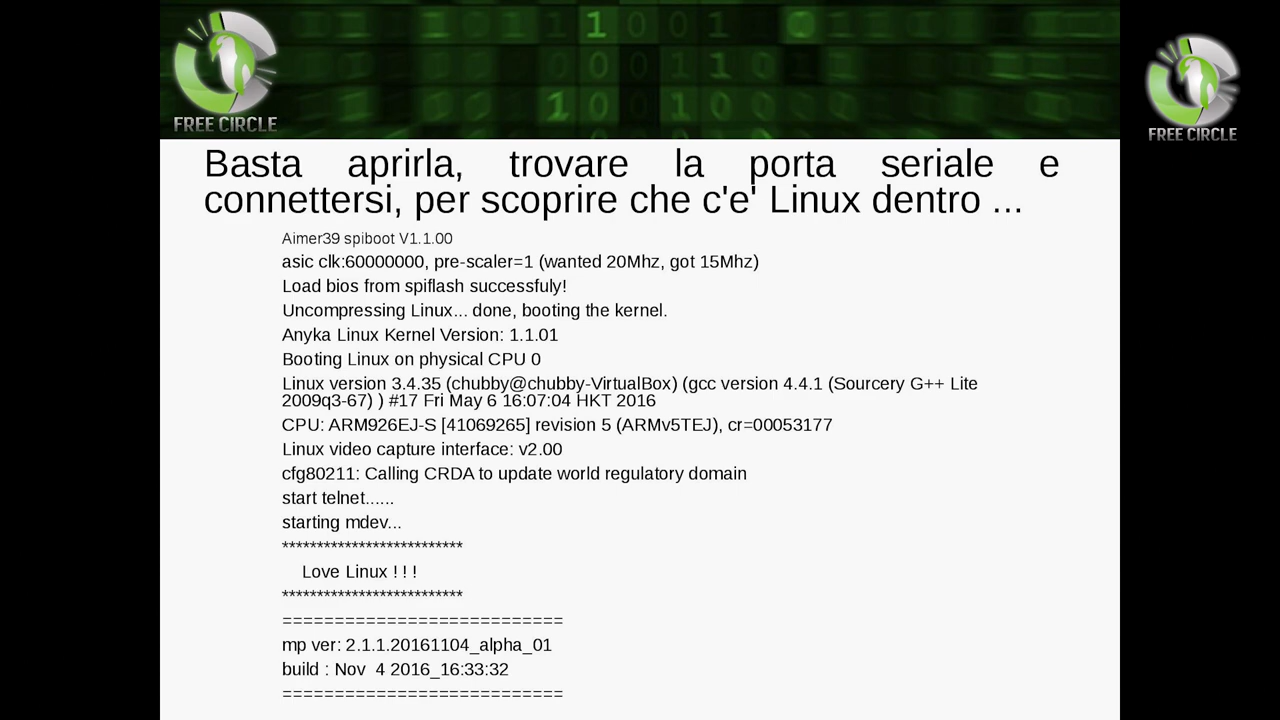 FREE CIRCLE
FREE CIRCLE
Basta aprirla, trovare la porta seriale e
connettersi, per scoprire che c'e' Linux dentro ...
Aimer39 spiboot V1.1.00
asic clk:60000000, pre-scaler=1 (wanted 20Mhz, got 15Mhz)
Load bios from spiflash successfuly!
Uncompressing Linux... done, booting the kernel.
Anyka Linux Kernel Version: 1.1.01
Booting Linux on physical CPU 0
Linux version 3.4.35 (chubby@chubby-VirtualBox) (gcc version 4.4.1 (Sourcery G++ Lite
2009q3-67) ) #17 Fri May 6 16:07:04 HKT 2016
CPU: ARM926EJ-S [41069265] revision 5 (ARMv5TEJ), cr=00053177
Linux video capture interface: v2.00
cfg80211: Calling CRDA to update world regulatory domain
start telnet......
starting mdev...
**************************
Love Linux ! ! !
**************************
===========================
mp ver: 2.1.1.20161104_alpha_01
build : Nov  4 2016_16:33:32
===========================